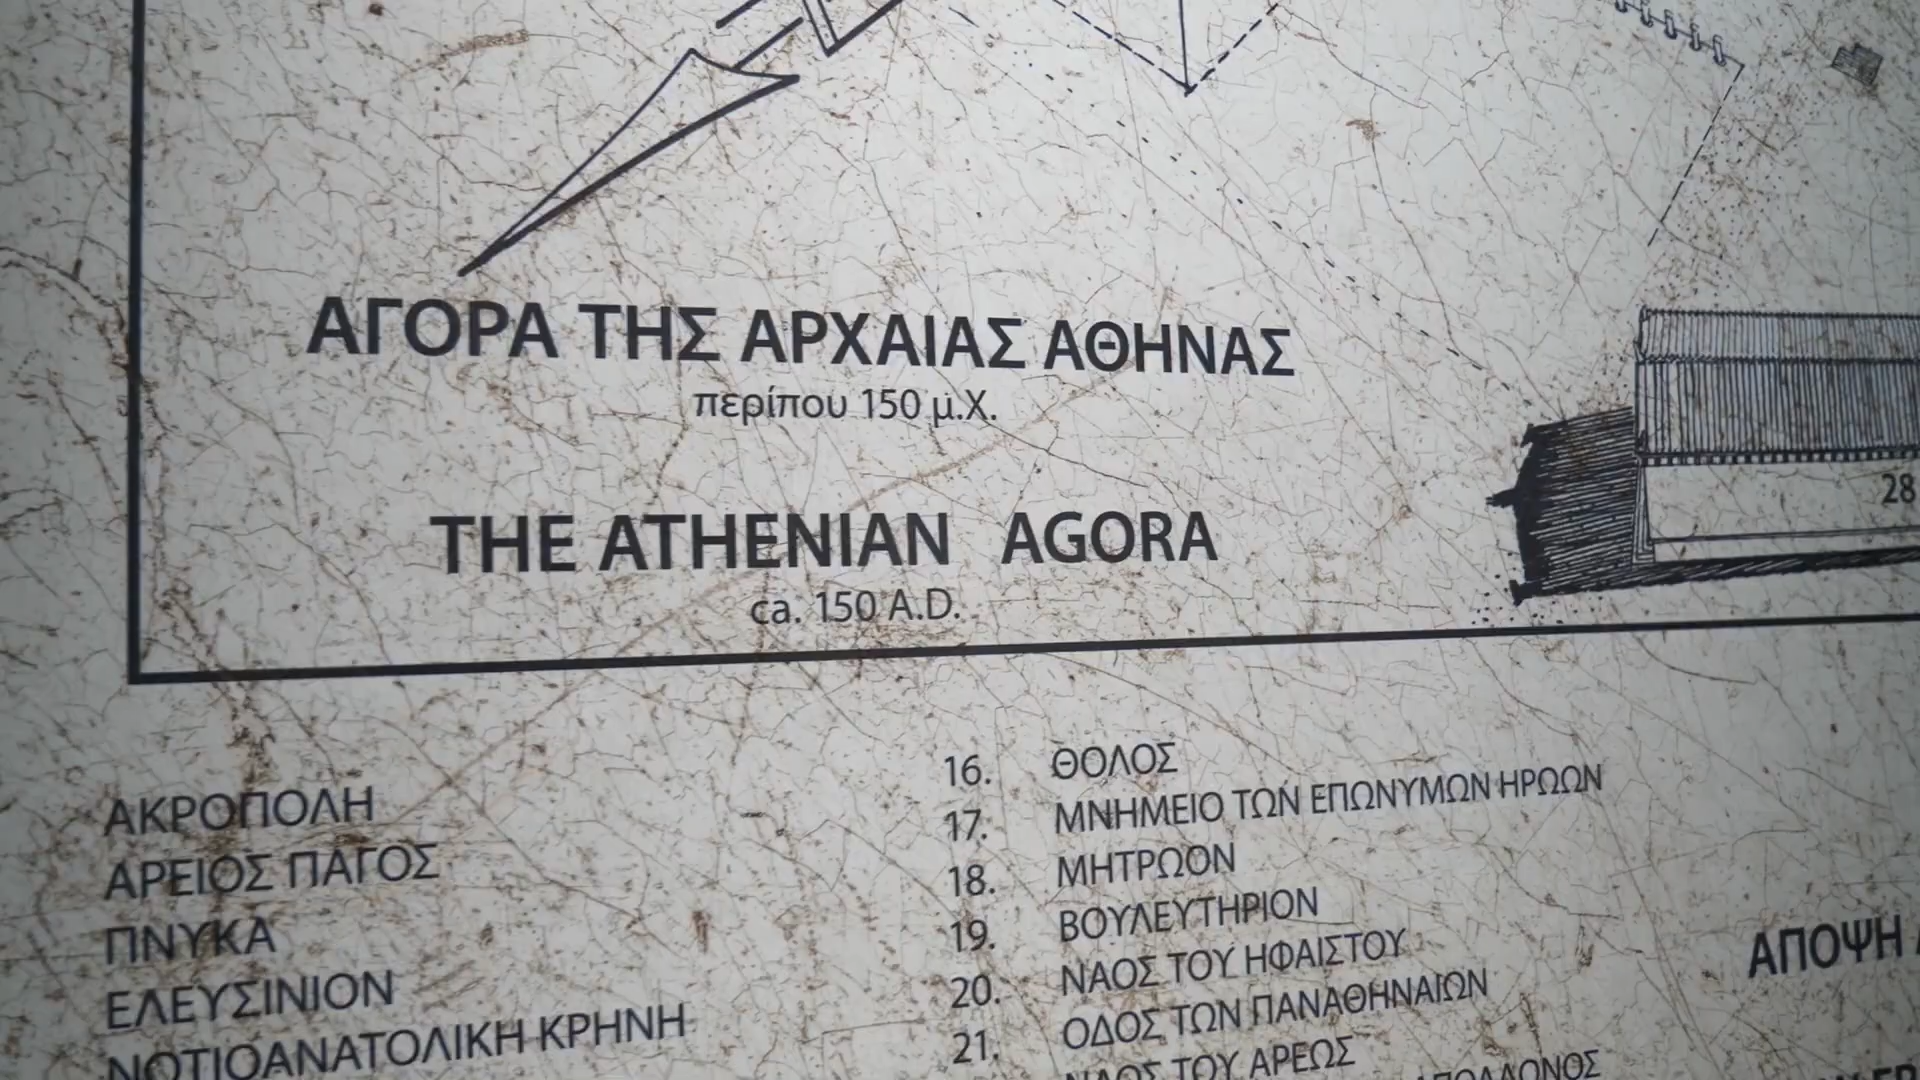 ΑΓΟΡΑ ΤΗΣ ΑΡΧΑΙΑΣ ΑΘΗΝΑΣ
περίπου 150 μ.Χ.
THE ATHENIAN AGORA
ca. 150 A.D.
28
ΑΚΡΟΠΟΛΗ
ΑΡΕΙΟΣ ΠΑΓΟΣ
ΠΝΥΚΑ
ΕΛΕΥΣΙΝΙΟΝ
ΝΟΤΙΟΑΝΑΤΟΛΙΚΗ ΚΡΗΝΗ
16. ΘΟΛΟΣ
17. ΜΝΗΜΕΙΟ ΤΩΝ ΕΠΩΝΥΜΩΝ ΗΡΩΩΝ
18. ΜΗΤΡΩΟΝ
19. ΒΟΥΛΕΥΤΗΡΙΟΝ
20. ΝΑΟΣ ΤΟΥ ΗΦΑΙΣΤΟΥ
21. ΟΔΟΣ ΤΩΝ ΠΑΝΑΘΗΝΑΙΩΝ
ΝΑΟΣ ΤΟΥ ΑΡΕΩΣ
ΑΠΟΨΗ